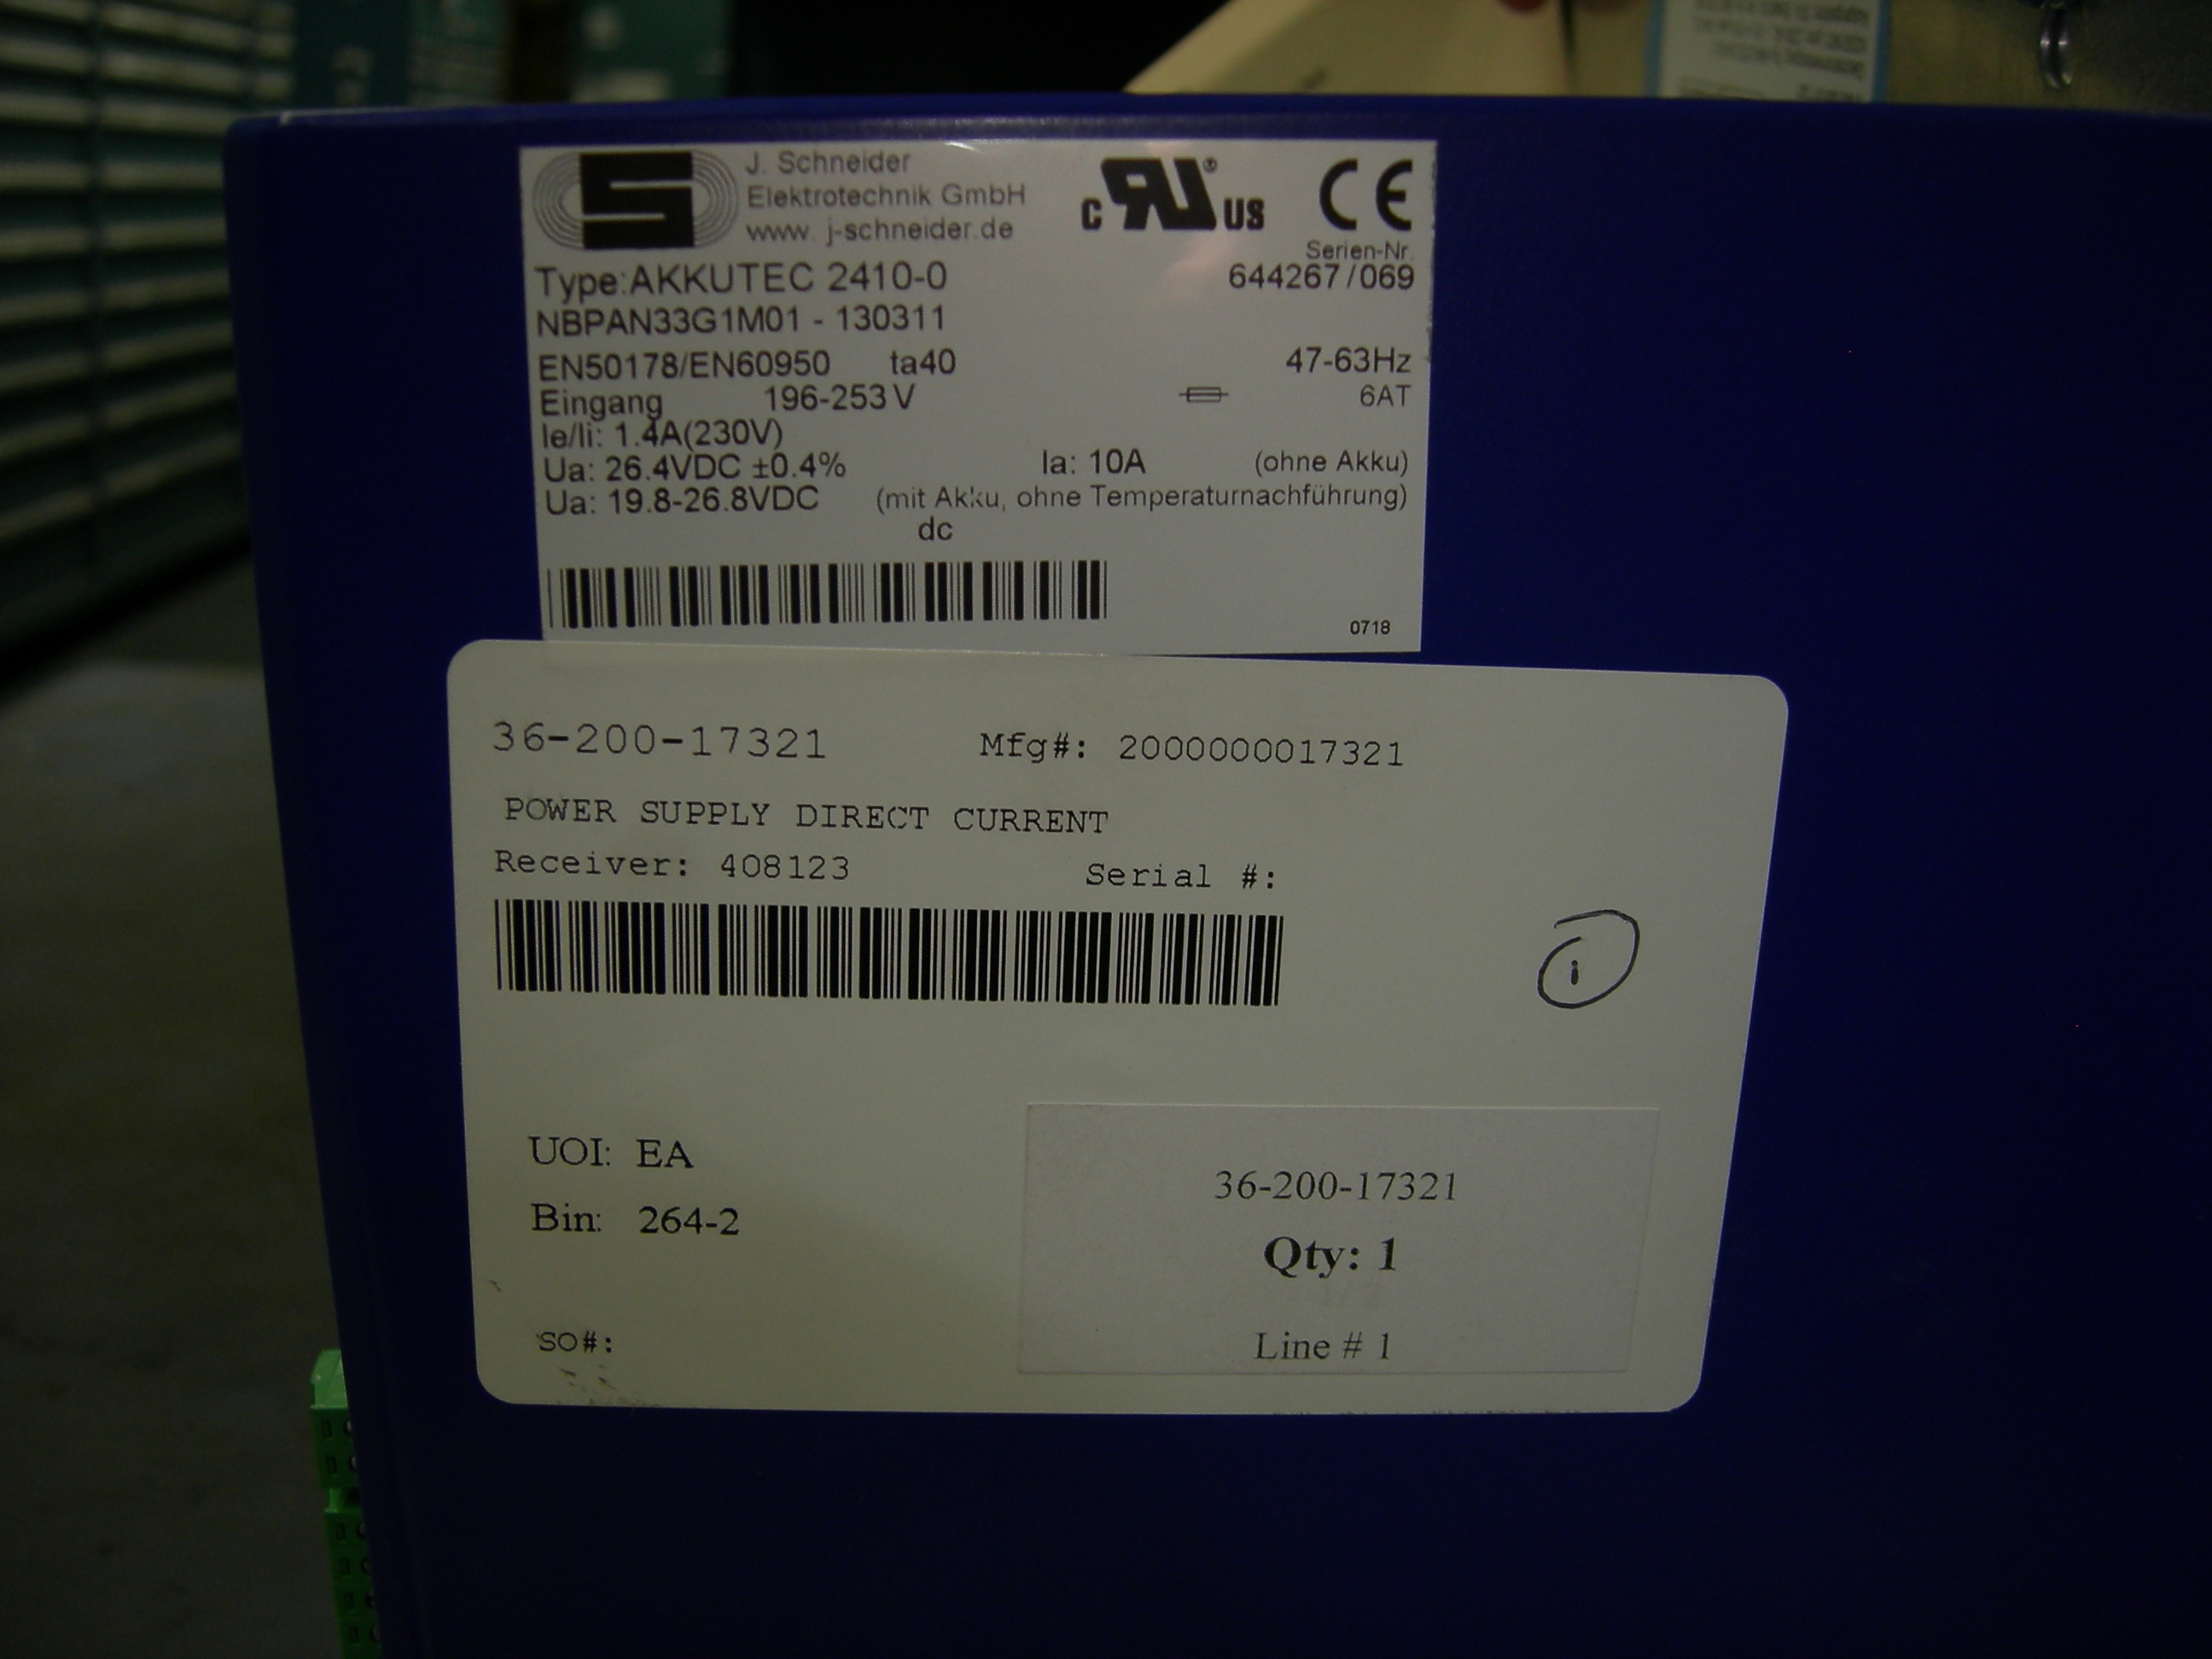 J. Schneider
Elektrotechnik GmbH
www. j-schneider.de
c RU ® US CE
Serien-Nr.
Type:AKKUTEC 2410-0 644267/069
NBPAN33G1M01 - 130311
EN50178/EN60950 ta40 47-63Hz
Eingang 196-253V 6AT
Ie/Ii: 1.4A(230V)
Ua: 26.4VDC ±0.4% Ia: 10A (ohne Akku)
Ua: 19.8-26.8VDC (mit Akku, ohne Temperaturnachführung)
dc
0718
36-200-17321 Mfg#: 2000000017321
POWER SUPPLY DIRECT CURRENT
Receiver: 408123 Serial #:
1
UOI: EA
Bin: 264-2
SO#:
36-200-17321
Qty: 1
Line # 1